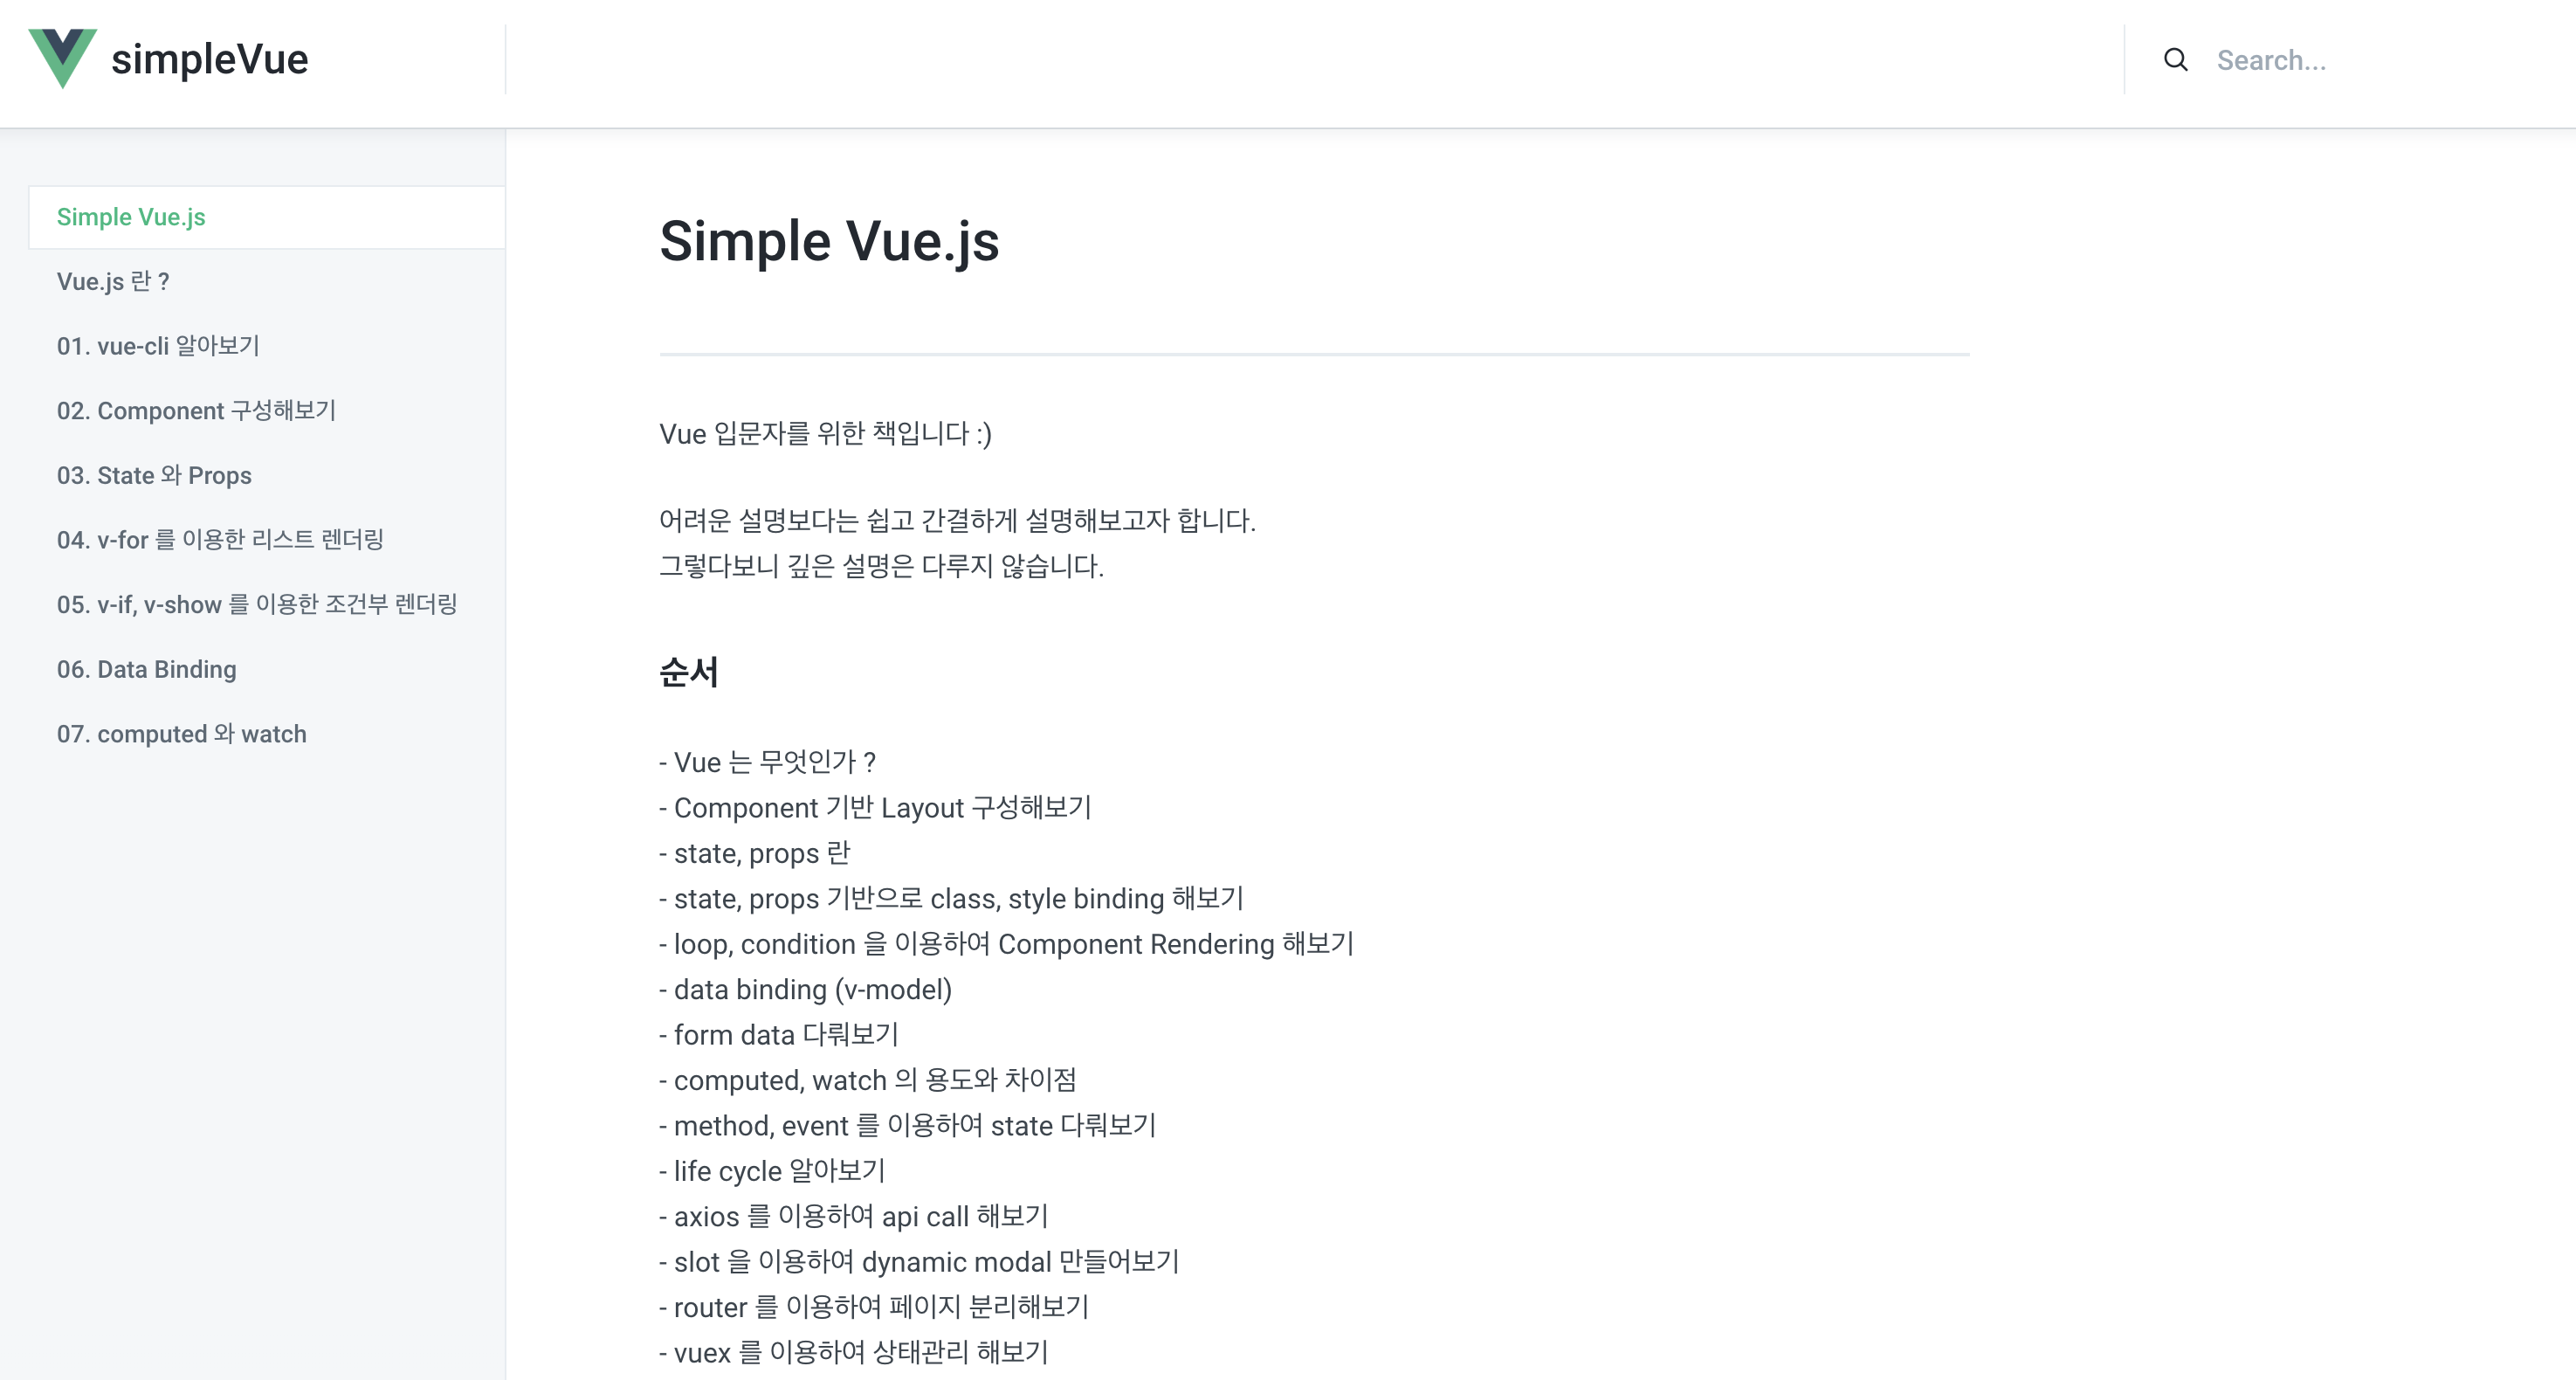 simpleVue
Search...
Simple Vue.js
Vue.js 란 ?
01. vue-cli 알아보기
02. Component 구성해보기
03. State 와 Props
04. v-for 를 이용한 리스트 렌더링
05. v-if, v-show 를 이용한 조건부 렌더링
06. Data Binding
07. computed 와 watch
Simple Vue.js
Vue 입문자를 위한 책입니다 :)
어려운 설명보다는 쉽고 간결하게 설명해보고자 합니다.
그렇다보니 깊은 설명은 다루지 않습니다.
순서
- Vue 는 무엇인가 ?
- Component 기반 Layout 구성해보기
- state, props 란
- state, props 기반으로 class, style binding 해보기
- loop, condition 을 이용하여 Component Rendering 해보기
- data binding (v-model)
- form data 다뤄보기
- computed, watch 의 용도와 차이점
- method, event 를 이용하여 state 다뤄보기
- life cycle 알아보기
- axios 를 이용하여 api call 해보기
- slot 을 이용하여 dynamic modal 만들어보기
- router 를 이용하여 페이지 분리해보기
- vuex 를 이용하여 상태관리 해보기